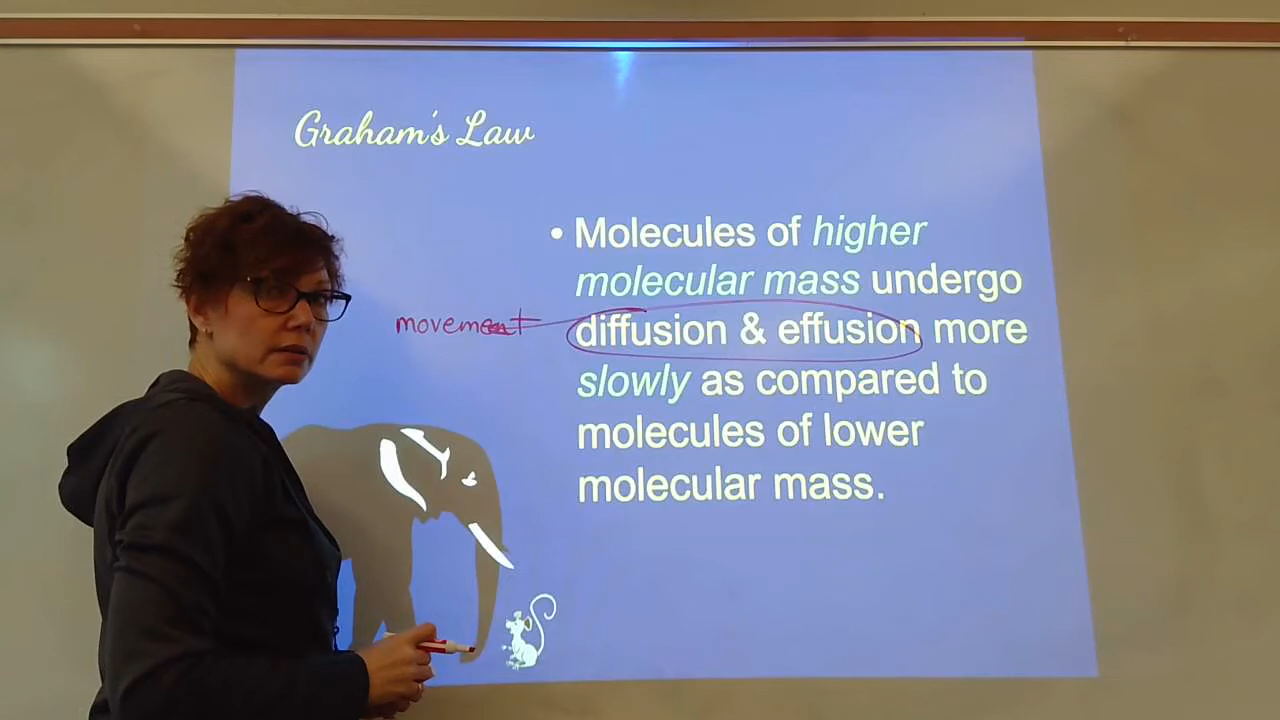 Graham's Law
• Molecules of higher
molecular mass undergo
movement
diffusion & effusion more
slowly as compared to
molecules of lower
molecular mass.